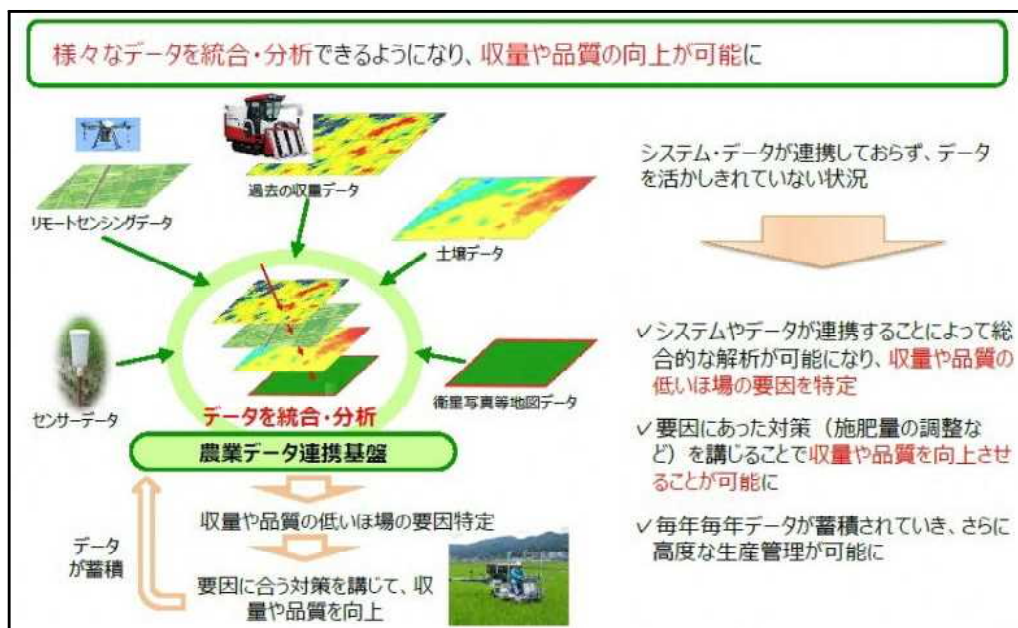 様々なデータを統合・分析できるようになり、収量や品質の向上が可能に
過去の収量データ
リモートセンシングデータ
土壌データ
センサーデータ
衛星写真等地図データ
データを統合・分析
農業データ連携基盤
収量や品質の低いほ場の要因特定
データ
が蓄積
要因に合う対策を講じて、収
量や品質を向上
システム・データが連携しておらず、データ
を活かしきれていない状況
✓システムやデータが連携することによって総
合的な解析が可能になり、収量や品質の
低いほ場の要因を特定
✓要因にあった対策（施肥量の調整な
ど）を講じることで収量や品質を向上させ
ることが可能に
✓毎年毎年データが蓄積されていき、さらに
高度な生産管理が可能に